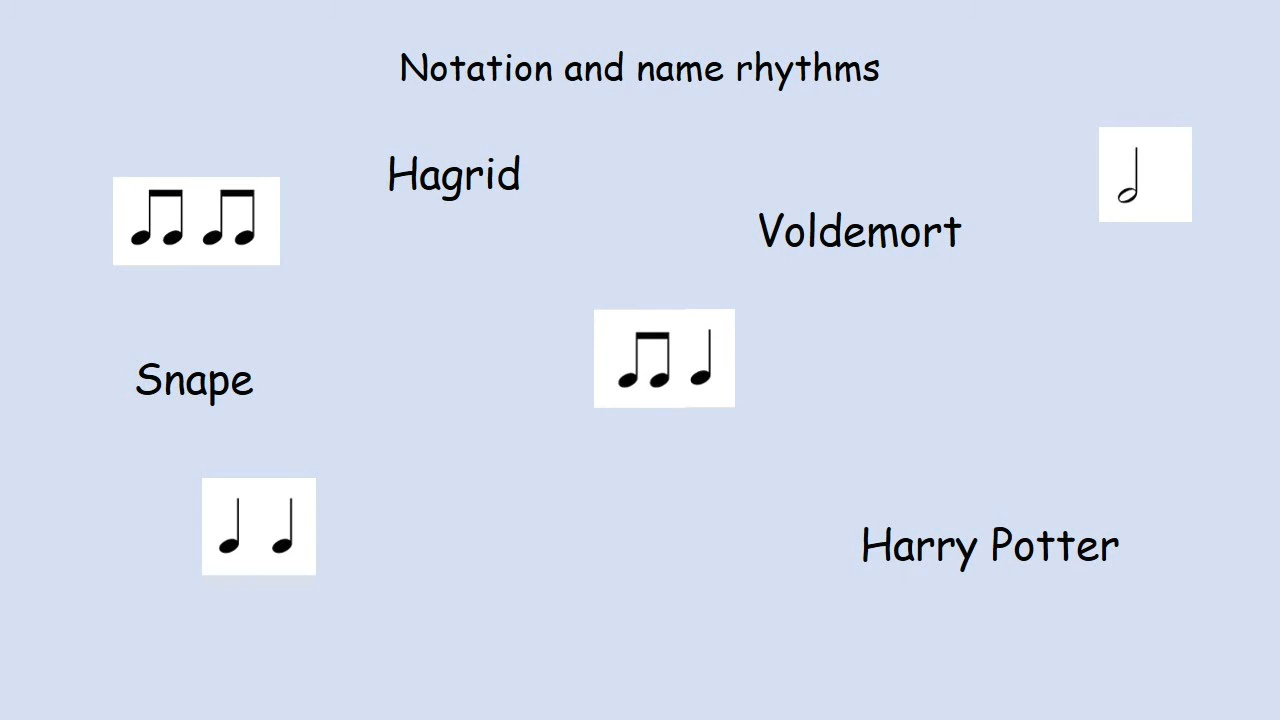 Notation and name rhythms
Hagrid
Voldemort
Snape
Harry Potter